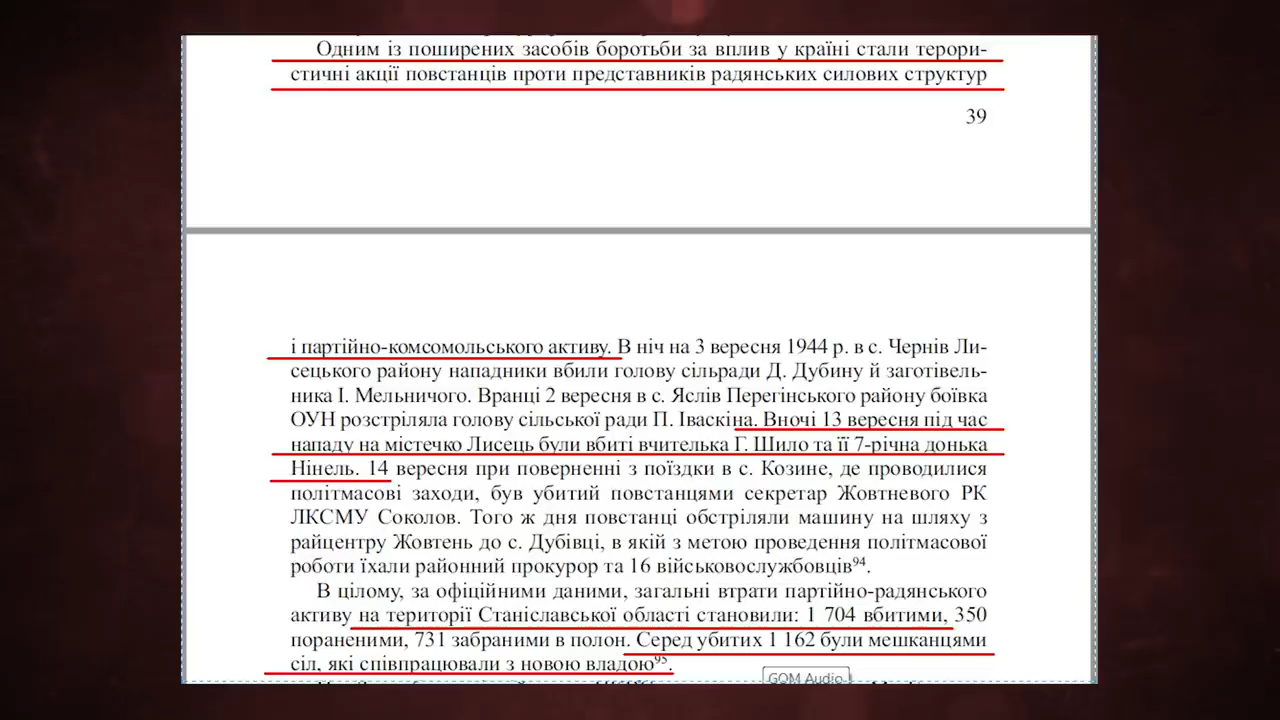 Одним із поширених засобів боротьби за вплив у країні стали терори-
стичні акції повстанців проти представників радянських силових структур
39
і партійно-комсомольського активу. В ніч на 3 вересня 1944 р. в с. Чернів Ли-
сецького району нападники вбили голову сільради Д. Дубину й заготівель-
ника І. Мельничого. Вранці 2 вересня в с. Яслів Перегінського району боївка
ОУН розстріляла голову сільської ради П. Іваскіна. Вночі 13 вересня під час
нападу на містечко Лисець були вбиті вчителька Г. Шило та її 7-річна донька
Нінель. 14 вересня при поверненні з поїздки в с. Козине, де проводилися
політмасові заходи, був убитий повстанцями секретар Жовтневого РК
ЛКСМУ Соколов. Того ж дня повстанці обстріляли машину на шляху з
райцентру Жовтень до с. Дубівці, в якій з метою проведення політмасової
роботи їхали районний прокурор та 16 військовослужбовців94.
В цілому, за офіційними даними, загальні втрати партійно-радянського
активу на території Станіславської області становили: 1 704 вбитими, 350
пораненими, 731 забраними в полон. Серед убитих 1 162 були мешканцями
сіл, які співпрацювали з новою владою95.
GOM Audio